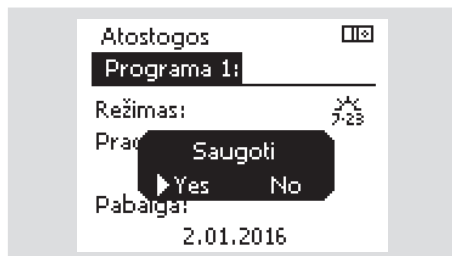 Atostogos
Programa 1:
Režimas:
7-23
Saugoti
Yes No
Pabaiga:
2.01.2016